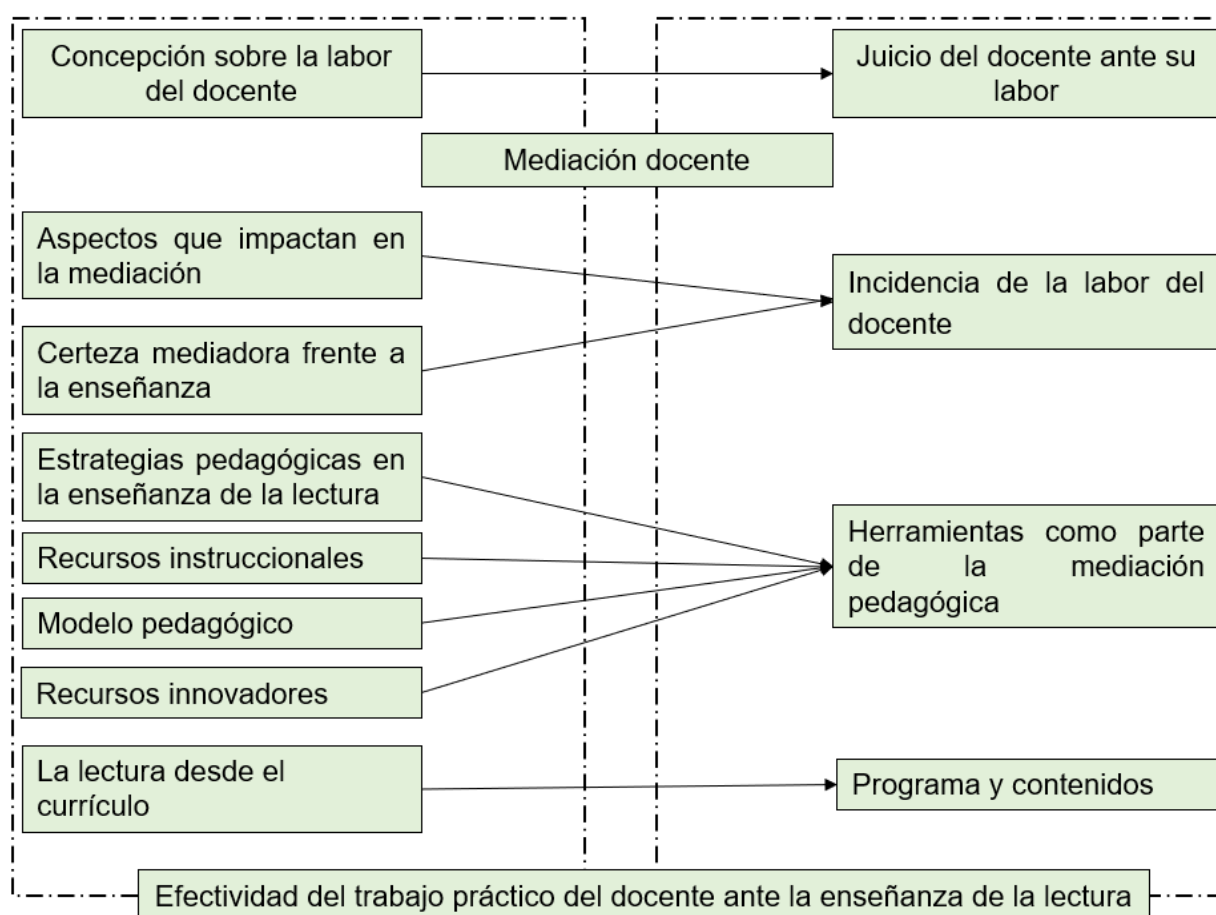 Concepción sobre la labor
del docente
Juicio del docente ante su
labor
Mediación docente
Aspectos que impactan en
la mediación
Certeza mediadora frente a
la enseñanza
Incidencia de la labor del
docente
Estrategias pedagógicas en
la enseñanza de la lectura
Recursos instruccionales
Modelo pedagógico
Recursos innovadores
Herramientas como parte
de la mediación
pedagógica
La lectura desde el
currículo
Programa y contenidos
Efectividad del trabajo práctico del docente ante la enseñanza de la lectura